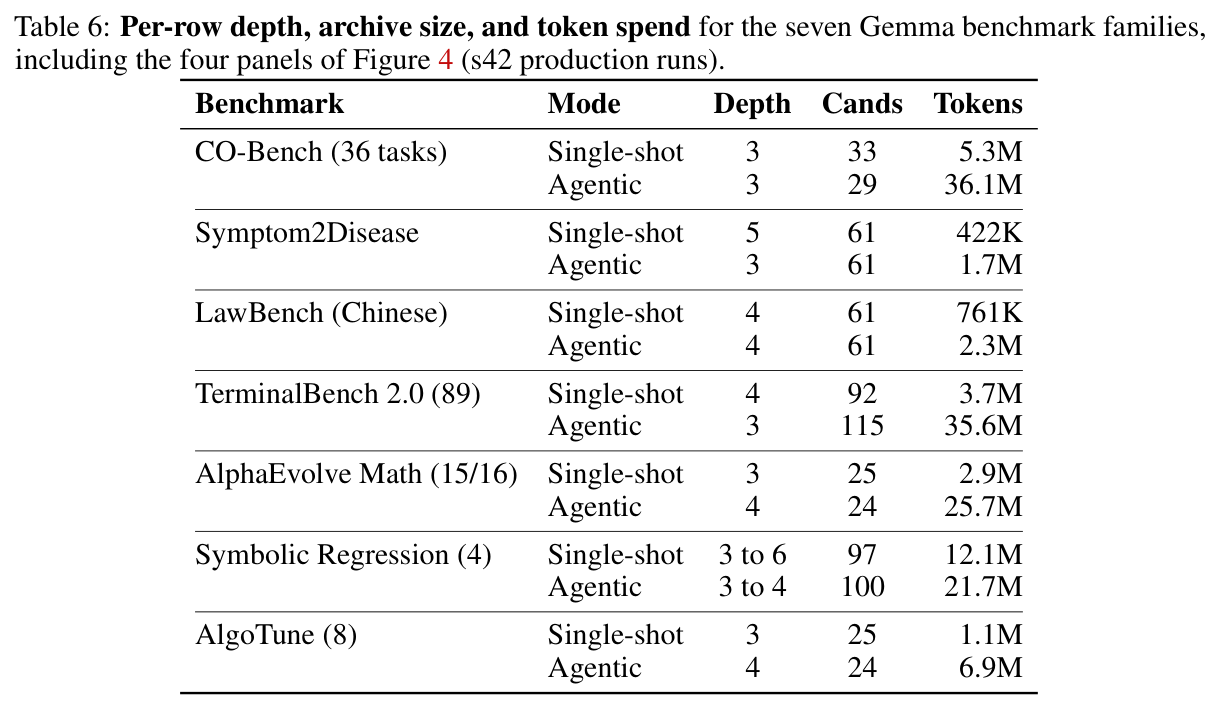 Table 6: Per-row depth, archive size, and token spend for the seven Gemma benchmark families,
including the four panels of Figure 4 (s42 production runs).
Benchmark Mode Depth Cands Tokens
CO-Bench (36 tasks) Single-shot 3 33 5.3M
Agentic 3 29 36.1M
Symptom2Disease Single-shot 5 61 422K
Agentic 3 61 1.7M
LawBench (Chinese) Single-shot 4 61 761K
Agentic 4 61 2.3M
TerminalBench 2.0 (89) Single-shot 4 92 3.7M
Agentic 3 115 35.6M
AlphaEvolve Math (15/16) Single-shot 3 25 2.9M
Agentic 4 24 25.7M
Symbolic Regression (4) Single-shot 3 to 6 97 12.1M
Agentic 3 to 4 100 21.7M
AlgoTune (8) Single-shot 3 25 1.1M
Agentic 4 24 6.9M